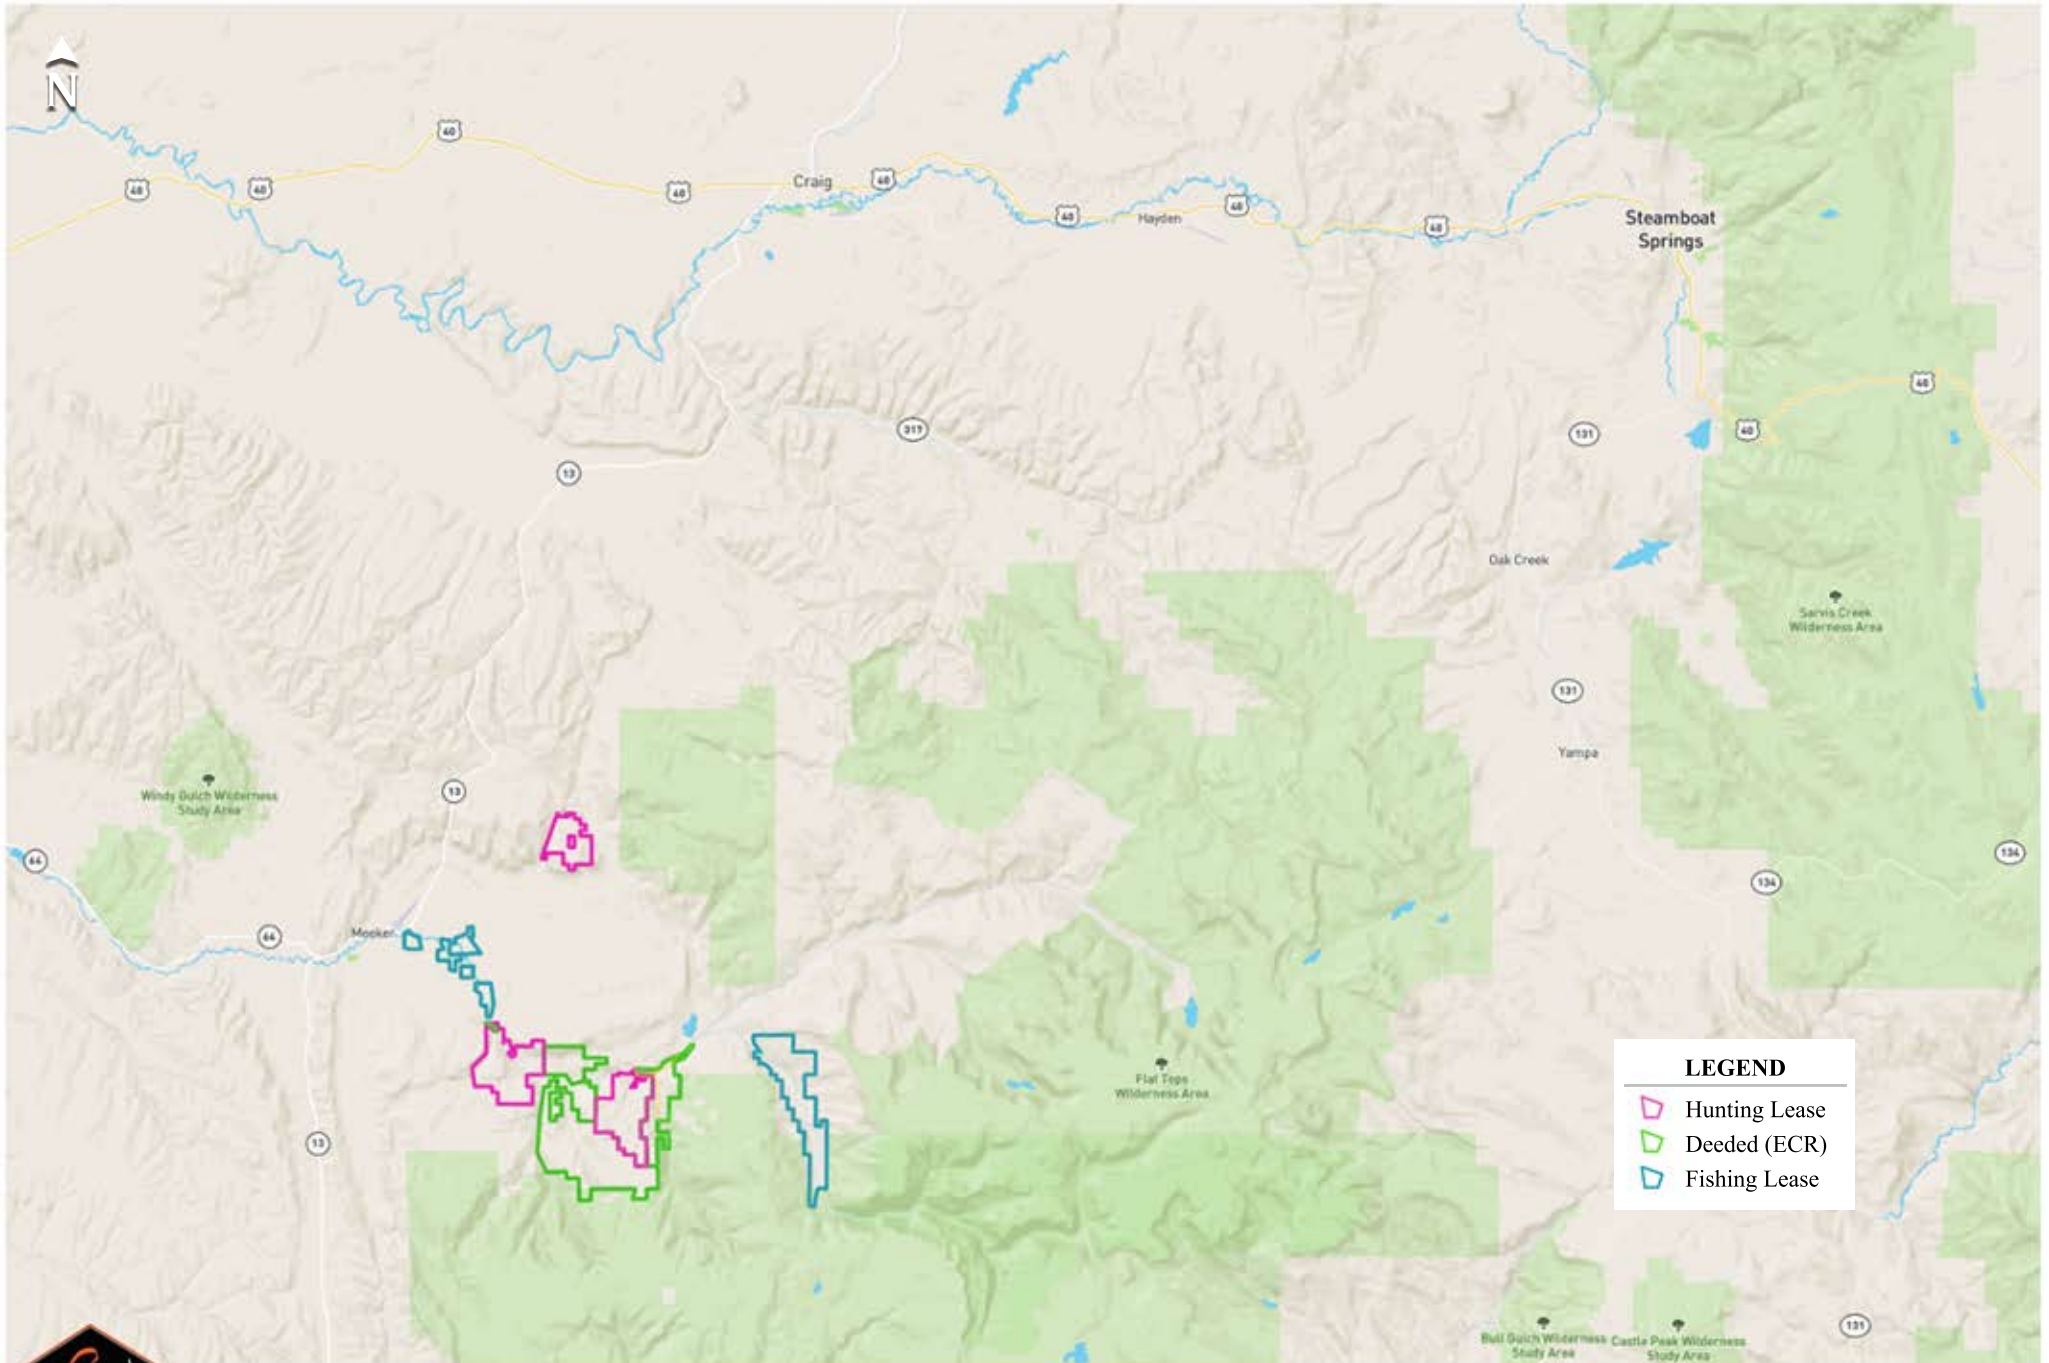 N
40
40
40
40
Craig
40
40
Hayden
40
40
Steamboat
Springs
40
317
131
40
13
Oak Creek
Sarvis Creek
Wilderness Area
131
Yampa
Windy Gulch Wilderness
Study Area
13
64
134
134
64
Meeker
Flat Tops
Wilderness Area
13
LEGEND
Hunting Lease
Deeded (ECR)
Fishing Lease
Bull Gulch Wilderness
Study Area
Castle Peak Wilderness
Study Area
131